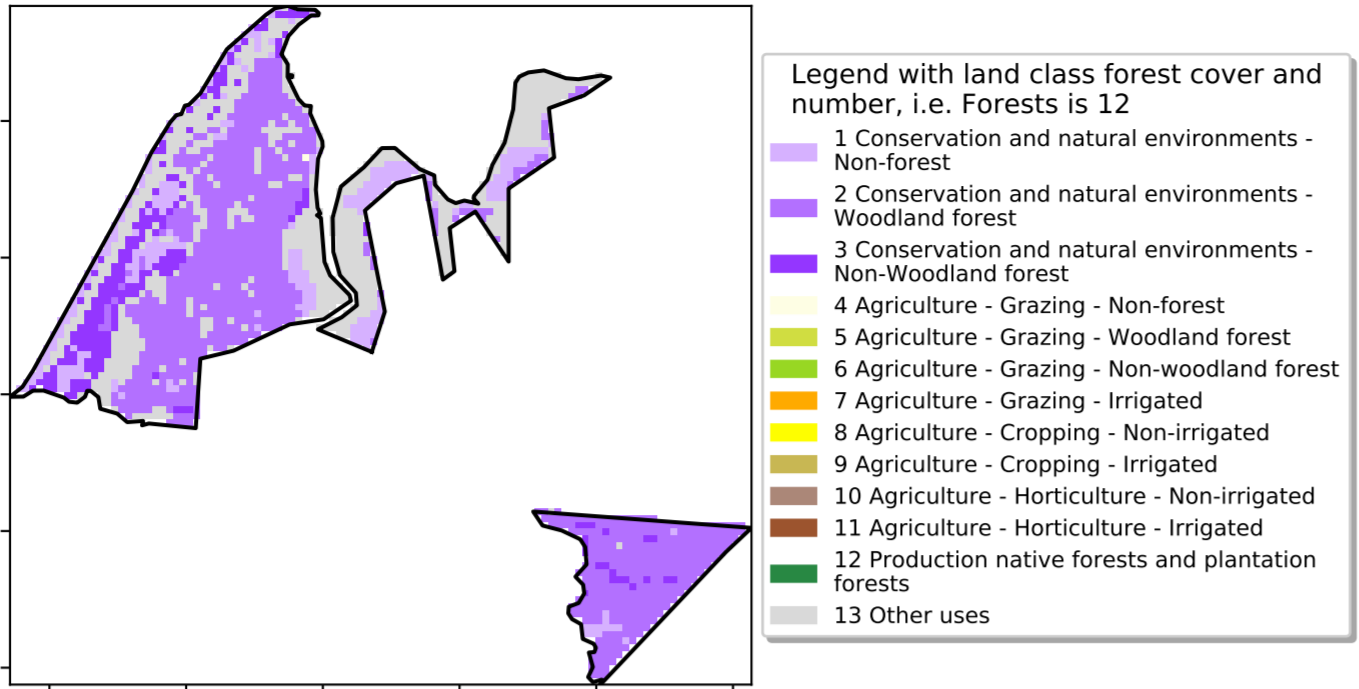 Legend with land class forest cover and
number, i.e. Forests is 12
1 Conservation and natural environments -
Non-forest
2 Conservation and natural environments -
Woodland forest
3 Conservation and natural environments -
Non-Woodland forest
4 Agriculture - Grazing - Non-forest
5 Agriculture - Grazing - Woodland forest
6 Agriculture - Grazing - Non-woodland forest
7 Agriculture - Grazing - Irrigated
8 Agriculture - Cropping - Non-irrigated
9 Agriculture - Cropping - Irrigated
10 Agriculture - Horticulture - Non-irrigated
11 Agriculture - Horticulture - Irrigated
12 Production native forests and plantation
forests
13 Other uses